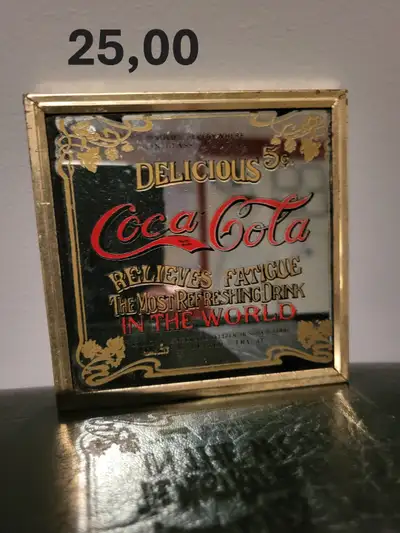 25,00
DELICIOUS 5¢
Coca-Cola
RELIEVES FATIGUE
THE MOST REFRESHING DRINK
IN THE WORLD